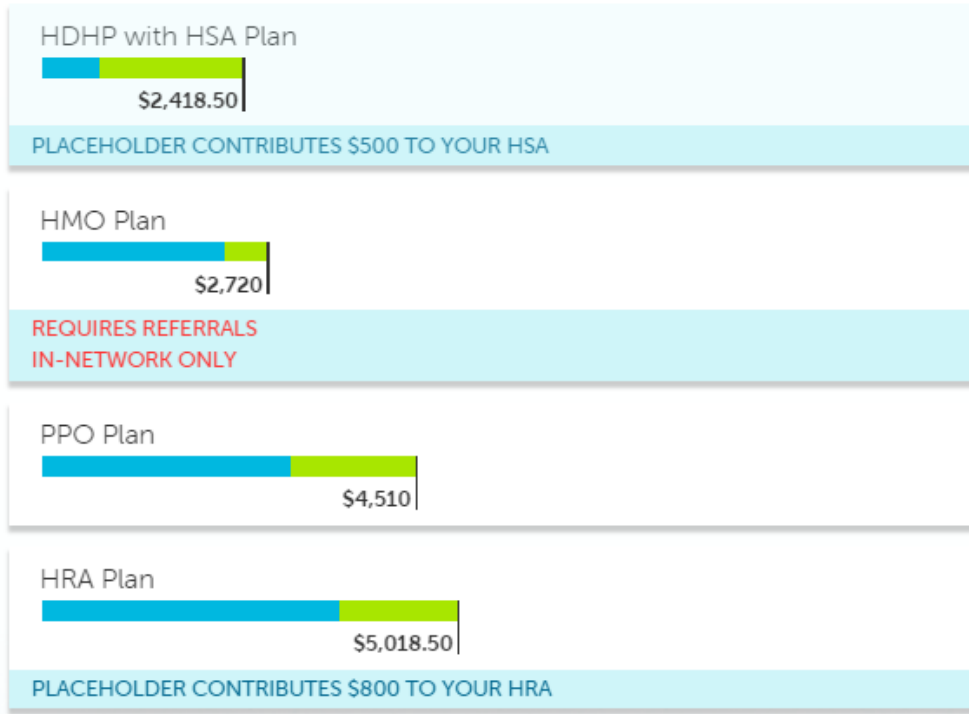 HDHP with HSA Plan
$2,418.50
PLACEHOLDER CONTRIBUTES $500 TO YOUR HSA
HMO Plan
$2,720
REQUIRES REFERRALS
IN-NETWORK ONLY
PPO Plan
$4,510
HRA Plan
$5,018.50
PLACEHOLDER CONTRIBUTES $800 TO YOUR HRA